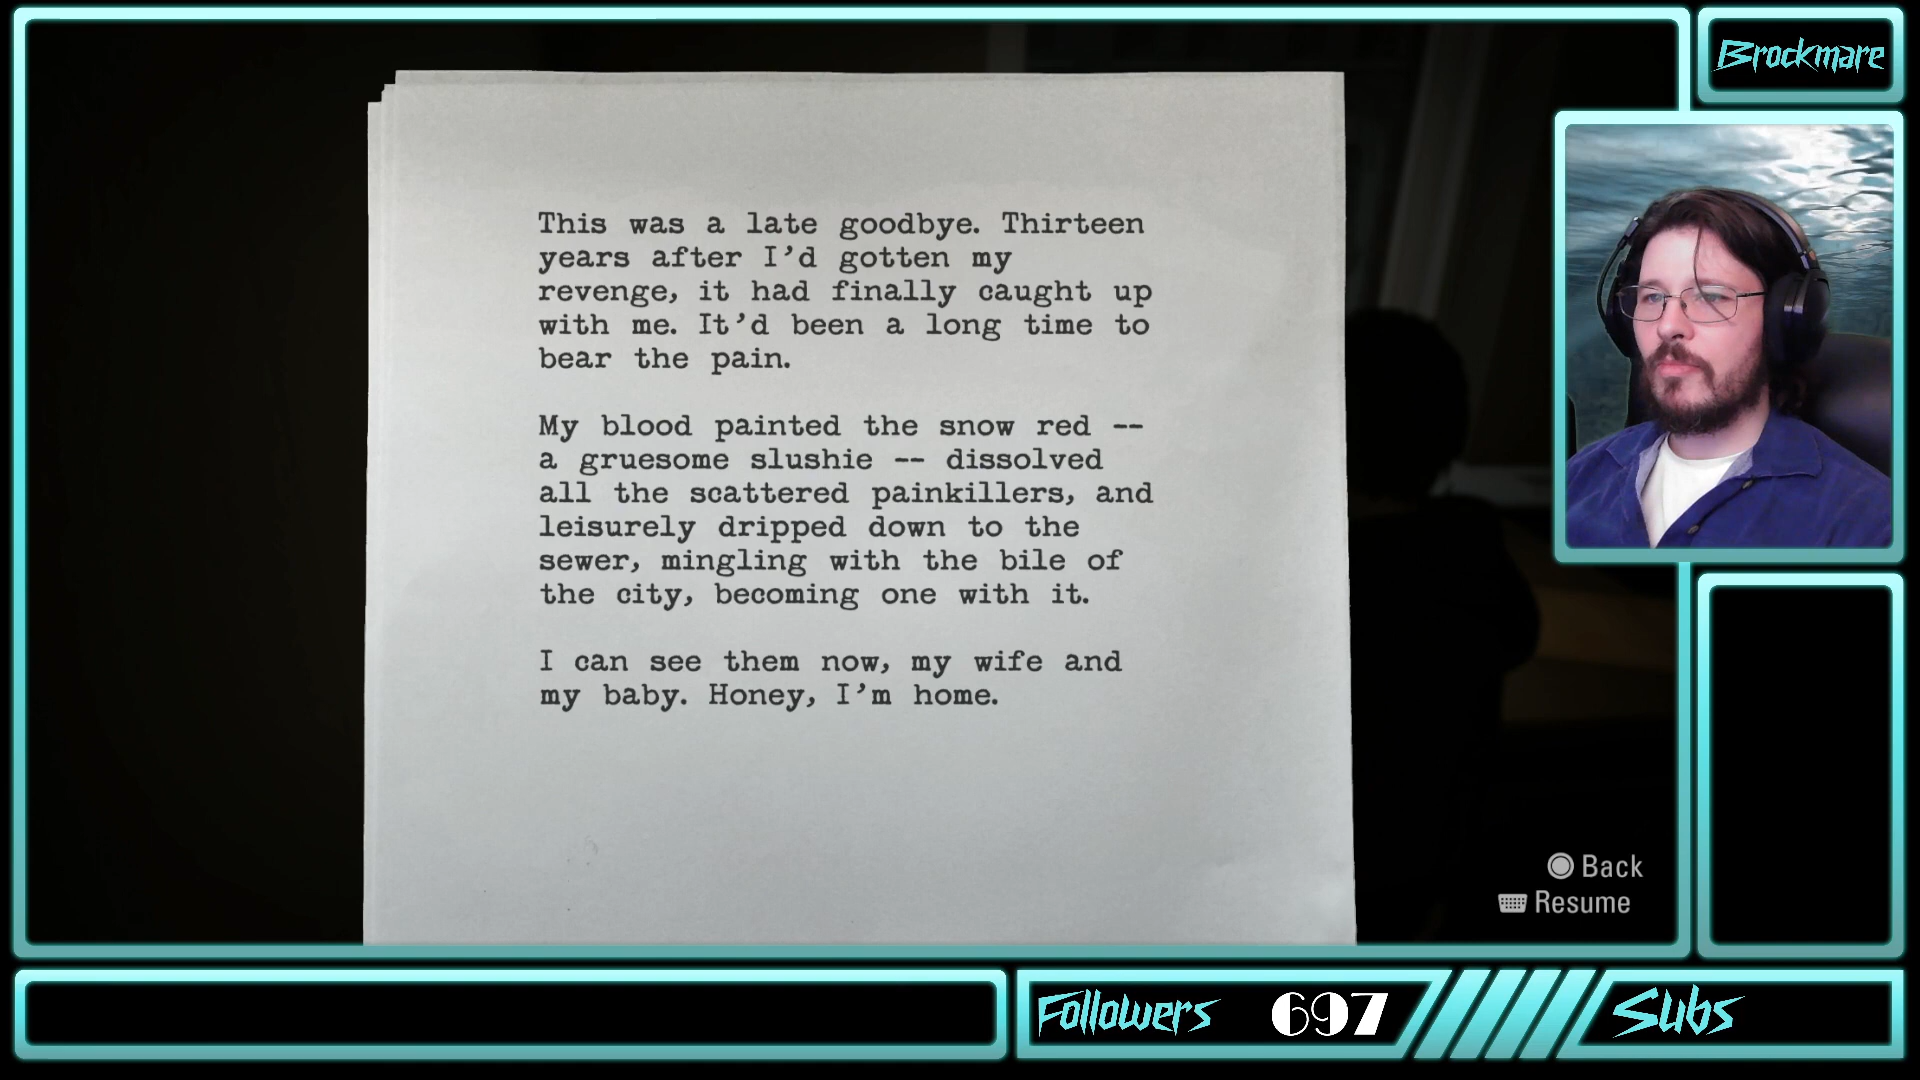 Brockmare
This was a late goodbye. Thirteen
years after I’d gotten my
revenge, it had finally caught up
with me. It’d been a long time to
bear the pain.
My blood painted the snow red --
a gruesome slushie -- dissolved
all the scattered painkillers, and
leisurely dripped down to the
sewer, mingling with the bile of
the city, becoming one with it.
I can see them now, my wife and
my baby. Honey, I’m home.
Back
Resume
Followers 697
Subs